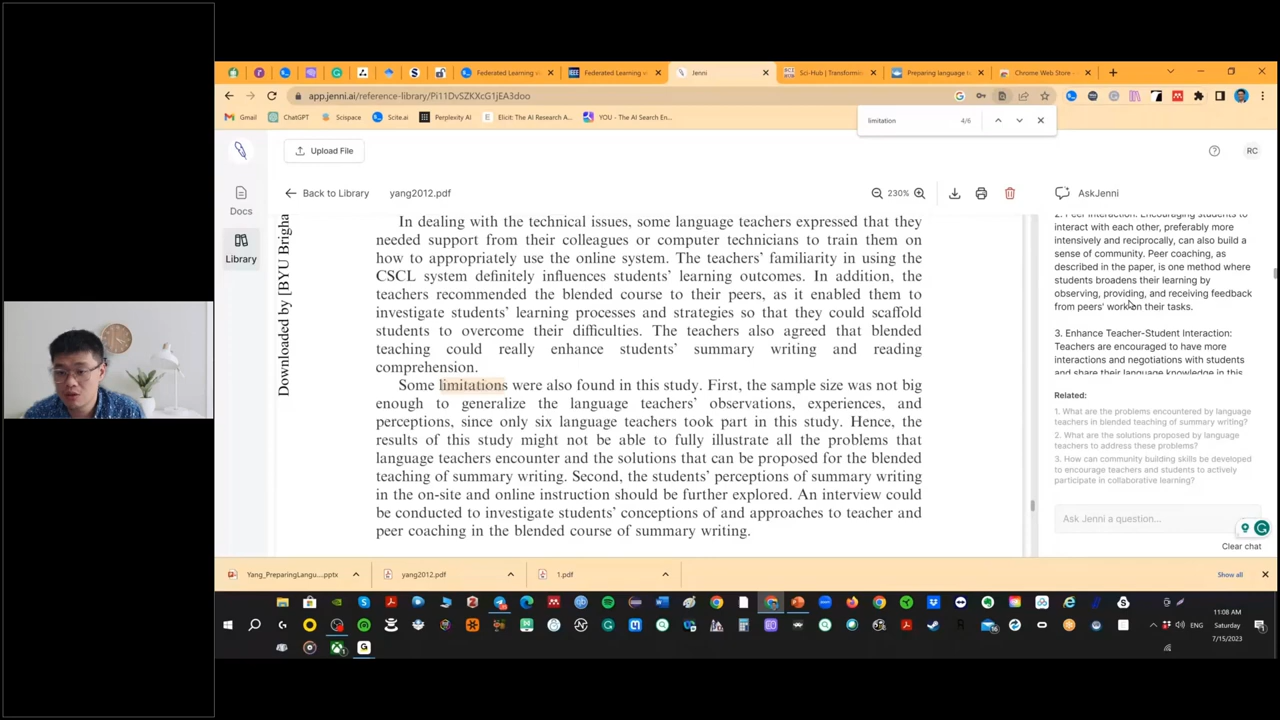 Federated Learning vi
Federated Learning vi
Jenni
Sci-Hub | Transformin
Preparing language t
Chrome Web Store -
app.jenni.ai/reference-library/Pi11DvSZKXcG1jEA3doo
Gmail
ChatGPT
Scispace
Scite.ai
Perplexity AI
Elicit: The AI Research A...
YOU - The AI Search En...
limitation
4/6
Upload File
RC
Docs
Library
Back to Library
yang2012.pdf
230%
AskJenni
Downloaded by [BYU Brigha
In dealing with the technical issues, some language teachers expressed that they
needed support from their colleagues or computer technicians to train them on
how to appropriately use the online system. The teachers' familiarity in using the
CSCL system definitely influences students' learning outcomes. In addition, the
teachers recommended the blended course to their peers, as it enabled them to
investigate students' learning processes and strategies so that they could scaffold
students to overcome their difficulties. The teachers also agreed that blended
teaching could really enhance students' summary writing and reading
comprehension.
Some limitations were also found in this study. First, the sample size was not big
enough to generalize the language teachers' observations, experiences, and
perceptions, since only six language teachers took part in this study. Hence, the
results of this study might not be able to fully illustrate all the problems that
language teachers encounter and the solutions that can be proposed for the blended
teaching of summary writing. Second, the students' perceptions of summary writing
in the on-site and online instruction should be further explored. An interview could
be conducted to investigate students' conceptions of and approaches to teacher and
peer coaching in the blended course of summary writing.
2. Peer Interaction: Encouraging students to
interact with each other, preferably more
intensively and reciprocally, can also build a
sense of community. Peer coaching, as
described in the paper, is one method where
students broadens their learning by
observing, providing, and receiving feedback
from peers' work on their tasks.
3. Enhance Teacher-Student Interaction:
Teachers are encouraged to have more
interactions and negotiations with students
and share their language knowledge in this
Related:
1. What are the problems encountered by language
teachers in blended teaching of summary writing?
2. What are the solutions proposed by language
teachers to address these problems?
3. How can community building skills be developed
to encourage teachers and students to actively
participate in collaborative learning?
Ask Jenni a question...
Clear chat
Yang_PreparingLangu....pptx
yang2012.pdf
1.pdf
Show all
ENG
11:08 AM
Saturday
7/15/2023